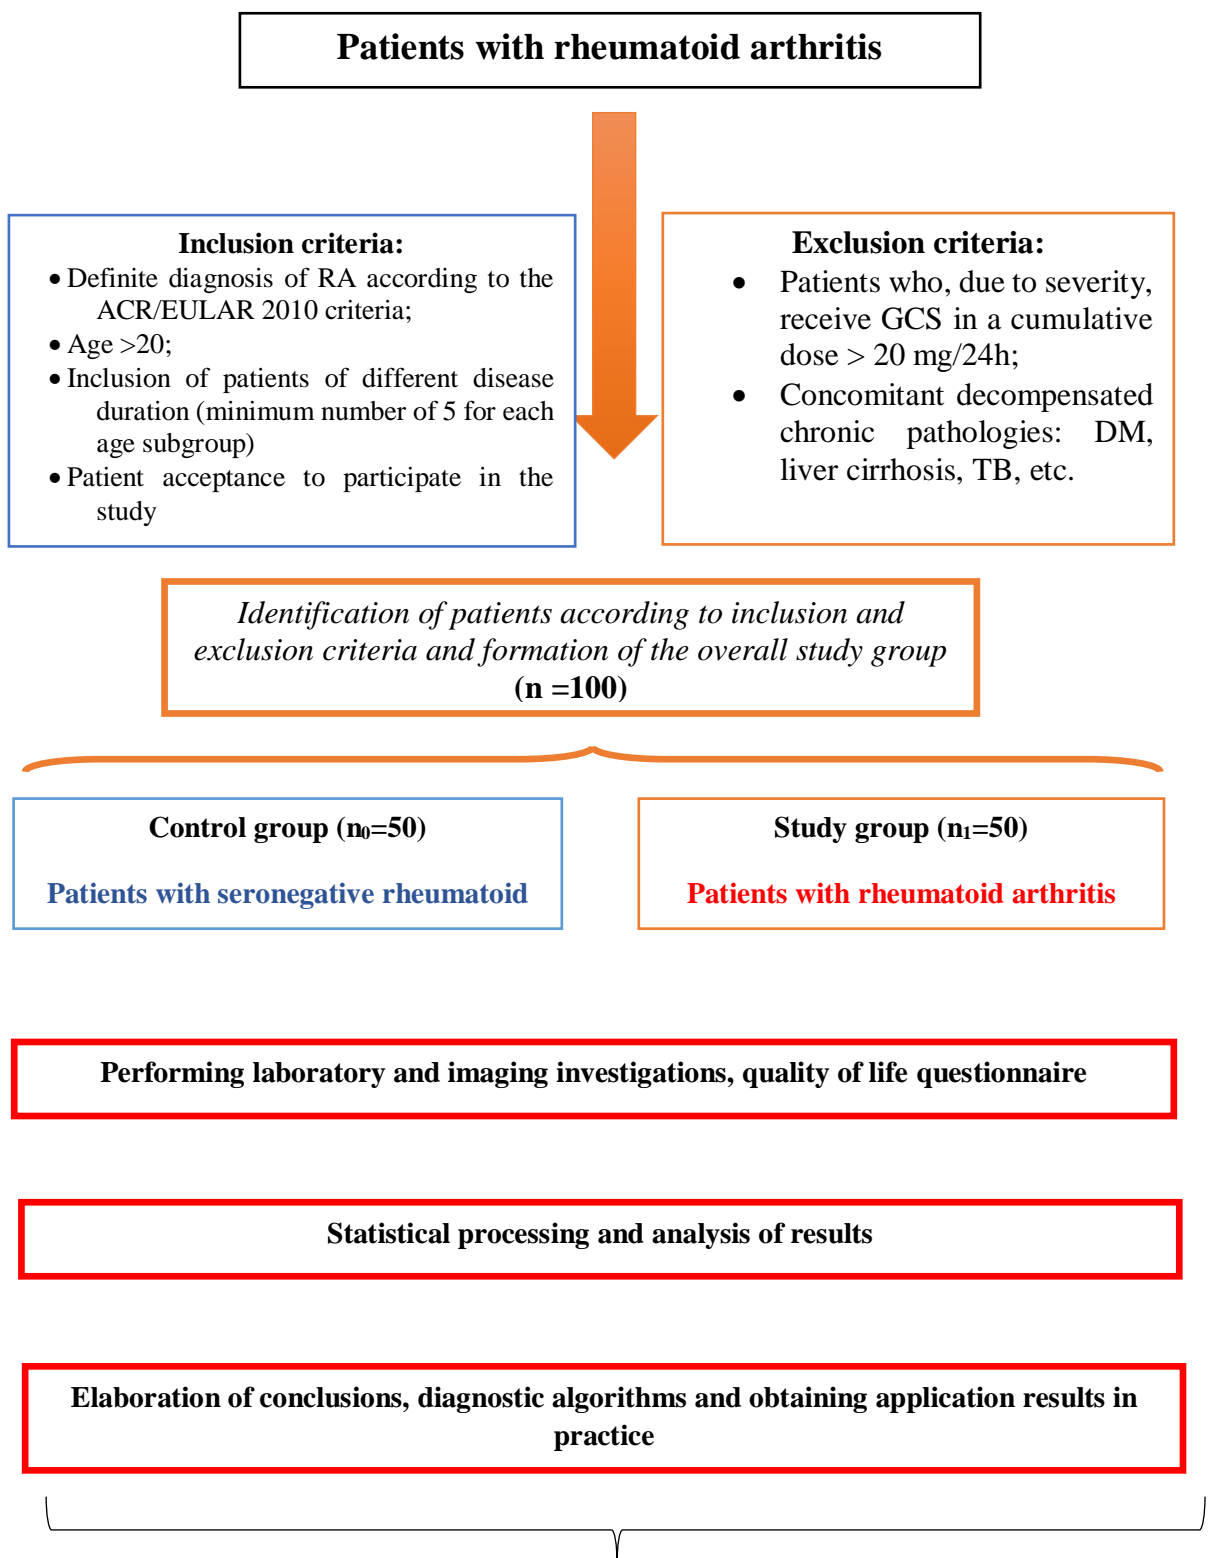 Patients with rheumatoid arthritis
Inclusion criteria:
• Definite diagnosis of RA according to the
ACR/EULAR 2010 criteria;
• Age >20;
• Inclusion of patients of different disease
duration (minimum number of 5 for each
age subgroup)
• Patient acceptance to participate in the
study
Exclusion criteria:
• Patients who, due to severity,
receive GCS in a cumulative
dose > 20 mg/24h;
• Concomitant decompensated
chronic pathologies: DM,
liver cirrhosis, TB, etc.
Identification of patients according to inclusion and
exclusion criteria and formation of the overall study group
(n =100)
Control group (n₀=50)
Patients with seronegative rheumatoid
Study group (n₁=50)
Patients with rheumatoid arthritis
Performing laboratory and imaging investigations, quality of life questionnaire
Statistical processing and analysis of results
Elaboration of conclusions, diagnostic algorithms and obtaining application results in
practice